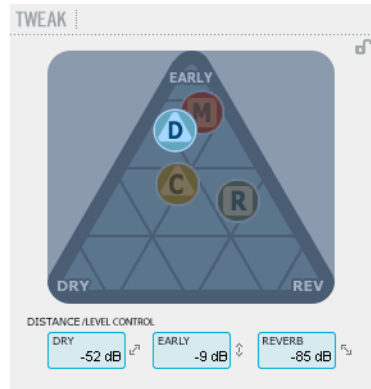 TWEAK
EARLY
M
D
C
R
DRY
REV
DISTANCE/LEVEL CONTROL
DRY
-52 dB
EARLY
-9 dB
REVERB
-85 dB